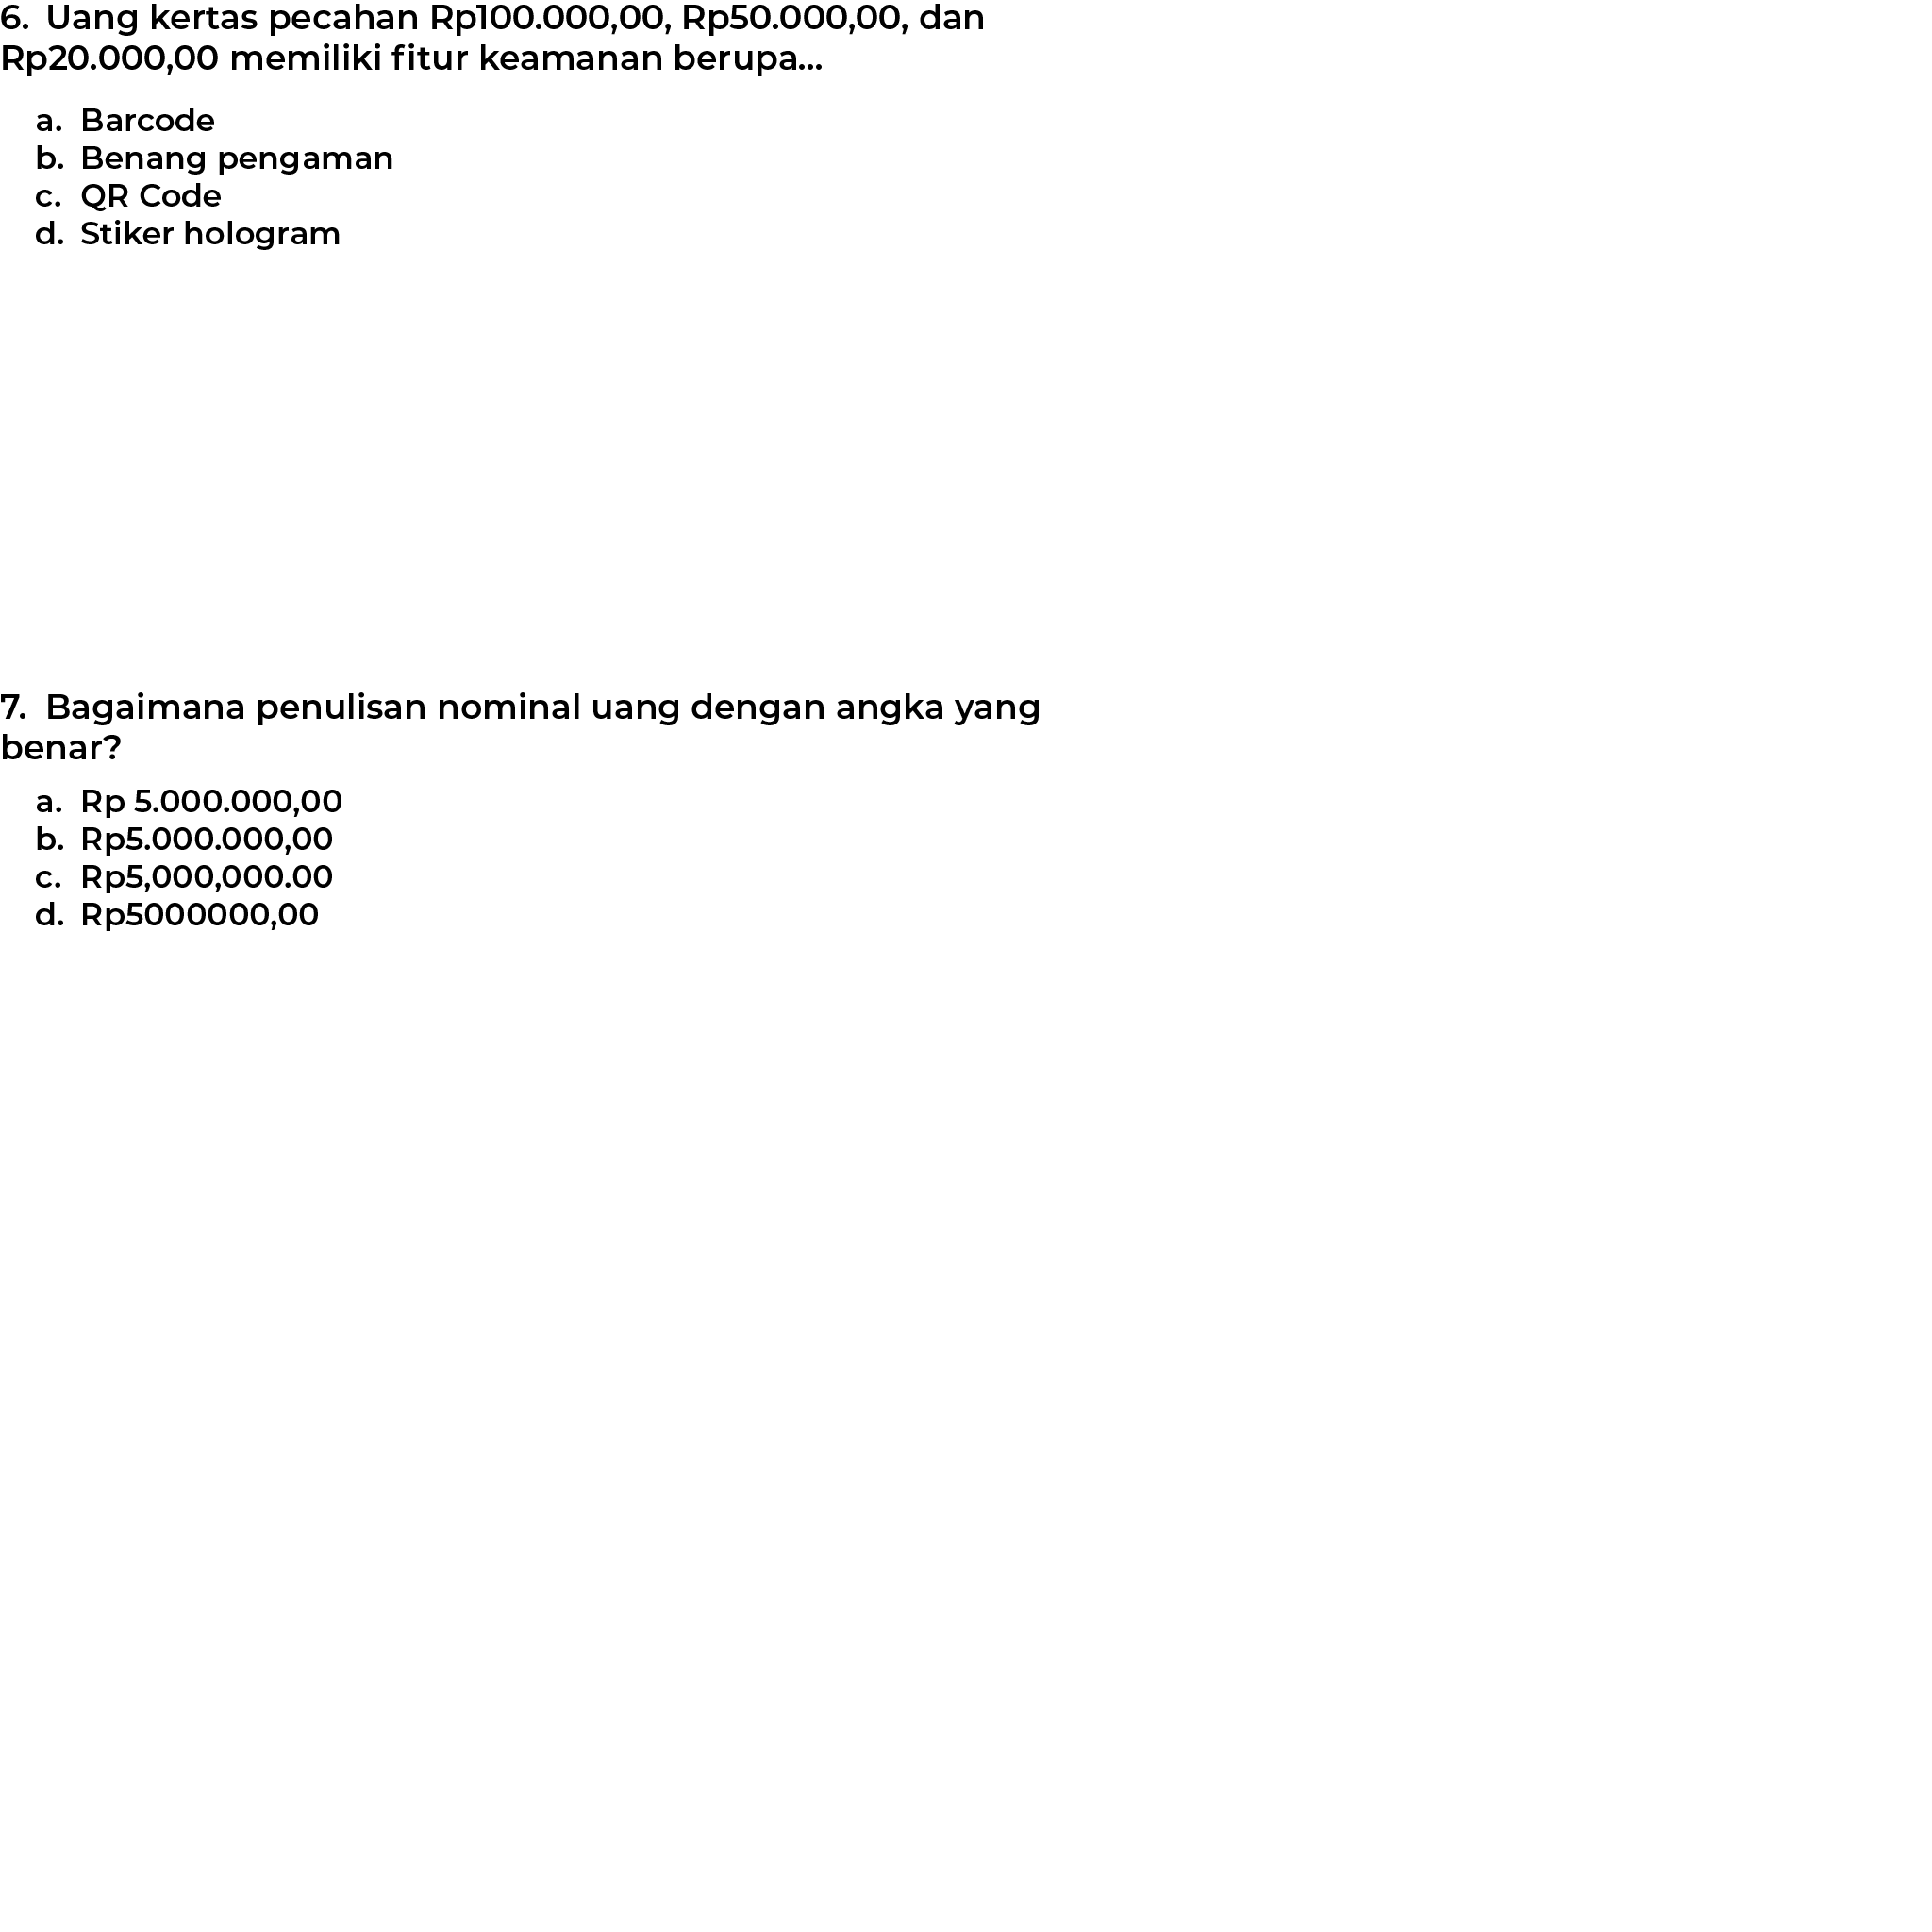 6. Uang kertas pecahan Rp100.000,00, Rp50.000,00, dan
Rp20.000,00 memiliki fitur keamanan berupa...
a. Barcode
b. Benang pengaman
c. QR Code
d. Stiker hologram
7. Bagaimana penulisan nominal uang dengan angka yang
benar?
a. Rp 5.000.000,00
b. Rp5.000.000,00
c. Rp5,000,000.00
d. Rp5000000,00